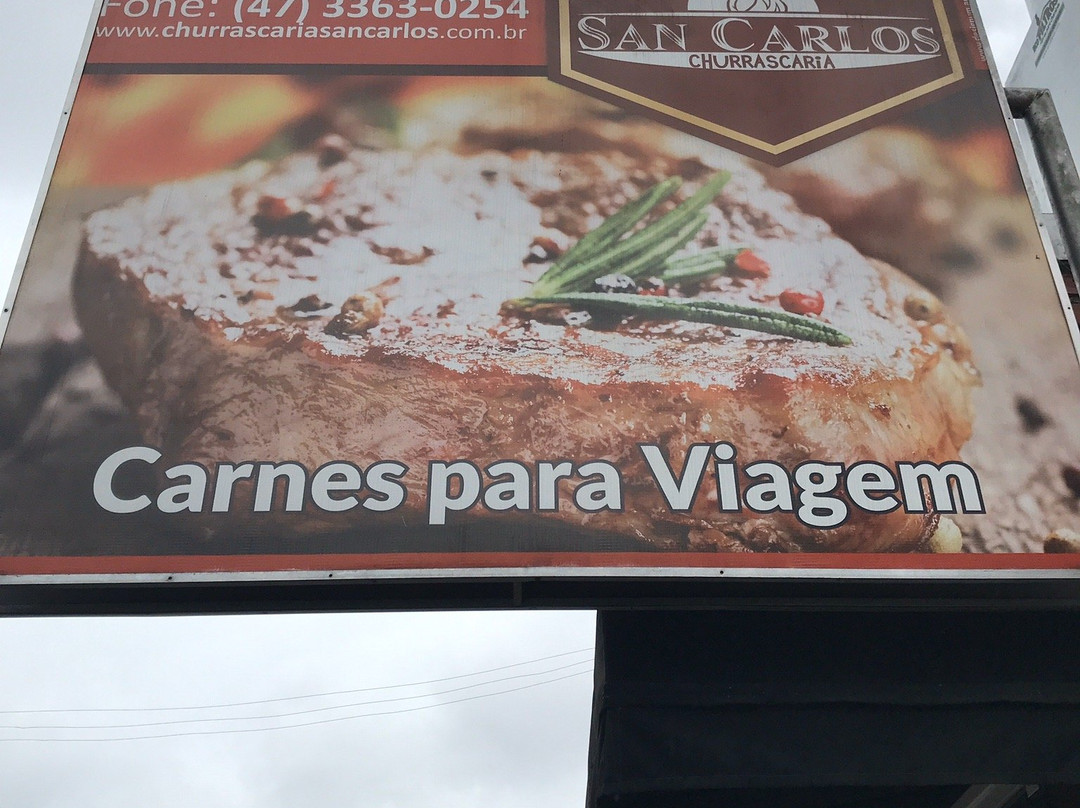 Fone: (47) 3363-0254
www.churrascariasancarlos.com.br
SAN CARLOS
CHURRASCARIA
Carnes para Viagem